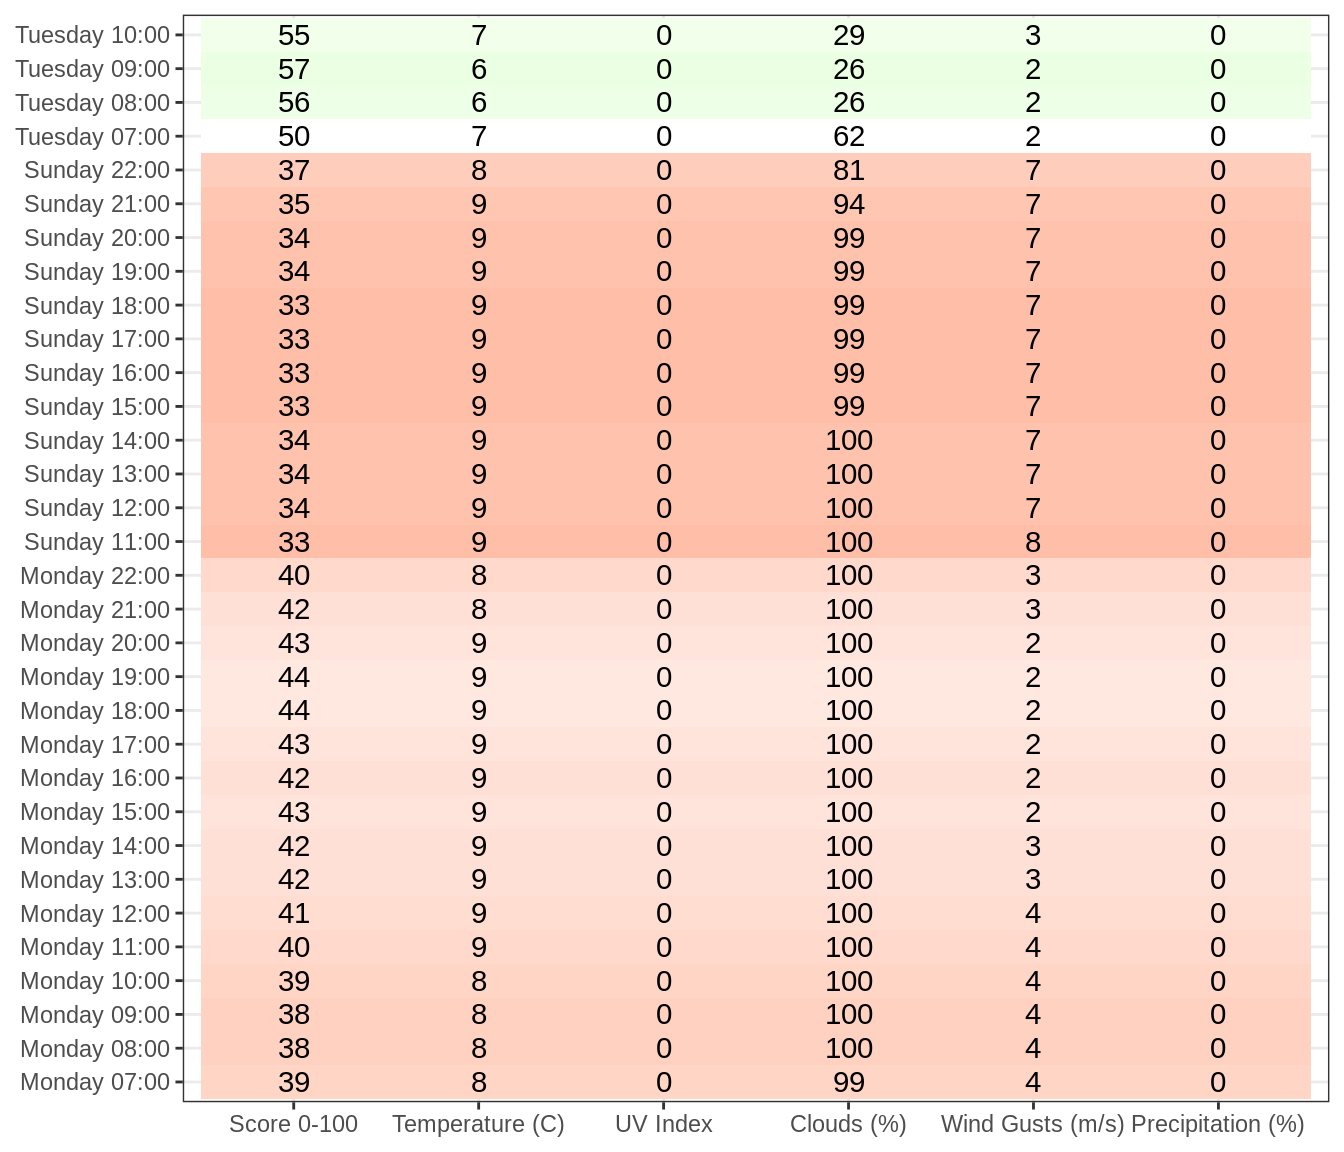 Tuesday 10:00 55 7 0 29 3 0
Tuesday 09:00 57 6 0 26 2 0
Tuesday 08:00 56 6 0 26 2 0
Tuesday 07:00 50 7 0 62 2 0
Sunday 22:00 37 8 0 81 7 0
Sunday 21:00 35 9 0 94 7 0
Sunday 20:00 34 9 0 99 7 0
Sunday 19:00 34 9 0 99 7 0
Sunday 18:00 33 9 0 99 7 0
Sunday 17:00 33 9 0 99 7 0
Sunday 16:00 33 9 0 99 7 0
Sunday 15:00 33 9 0 99 7 0
Sunday 14:00 34 9 0 100 7 0
Sunday 13:00 34 9 0 100 7 0
Sunday 12:00 34 9 0 100 7 0
Sunday 11:00 33 9 0 100 8 0
Monday 22:00 40 8 0 100 3 0
Monday 21:00 42 8 0 100 3 0
Monday 20:00 43 9 0 100 2 0
Monday 19:00 44 9 0 100 2 0
Monday 18:00 44 9 0 100 2 0
Monday 17:00 43 9 0 100 2 0
Monday 16:00 42 9 0 100 2 0
Monday 15:00 43 9 0 100 2 0
Monday 14:00 42 9 0 100 3 0
Monday 13:00 42 9 0 100 3 0
Monday 12:00 41 9 0 100 4 0
Monday 11:00 40 9 0 100 4 0
Monday 10:00 39 8 0 100 4 0
Monday 09:00 38 8 0 100 4 0
Monday 08:00 38 8 0 100 4 0
Monday 07:00 39 8 0 99 4 0
Score 0-100 Temperature (C) UV Index Clouds (%) Wind Gusts (m/s) Precipitation (%)